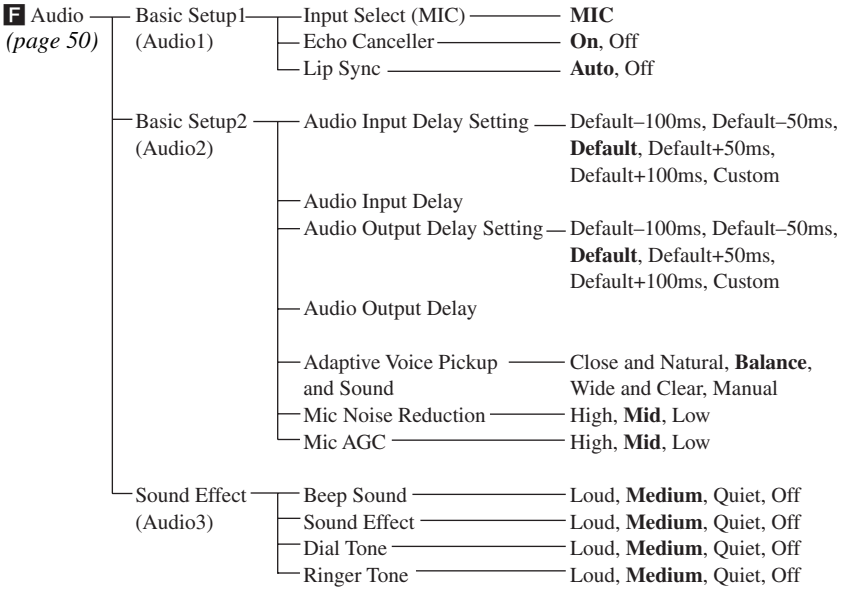 F Audio Basic Setup1 Input Select (MIC) MIC
(page 50) (Audio1) Echo Canceller On, Off
Lip Sync Auto, Off
Basic Setup2 Audio Input Delay Setting Default–100ms, Default–50ms,
(Audio2) Default, Default+50ms,
Default+100ms, Custom
Audio Input Delay
Audio Output Delay Setting Default–100ms, Default–50ms,
Default, Default+50ms,
Default+100ms, Custom
Audio Output Delay
Adaptive Voice Pickup Close and Natural, Balance,
and Sound Wide and Clear, Manual
Mic Noise Reduction High, Mid, Low
Mic AGC High, Mid, Low
Sound Effect Beep Sound Loud, Medium, Quiet, Off
(Audio3) Sound Effect Loud, Medium, Quiet, Off
Dial Tone Loud, Medium, Quiet, Off
Ringer Tone Loud, Medium, Quiet, Off